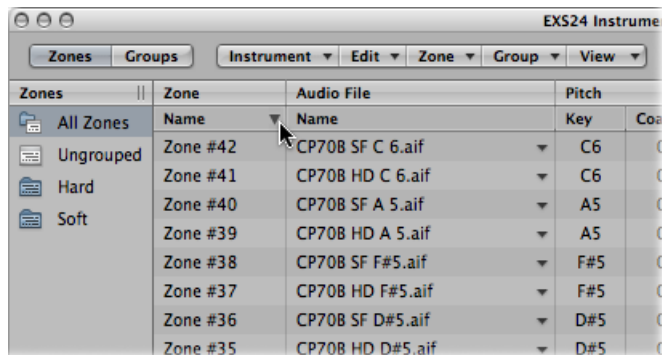 EXS24 Instrume
Zones Groups Instrument Edit Zone Group View
Zones Zone Audio File Pitch
All Zones Name Name Key Coa
Ungrouped Zone #42 CP70B SF C 6.aif C6
Hard Zone #41 CP70B HD C 6.aif C6
Soft Zone #40 CP70B SF A 5.aif A5
Zone #39 CP70B HD A 5.aif A5
Zone #38 CP70B SF F#5.aif F#5
Zone #37 CP70B HD F#5.aif F#5
Zone #36 CP70B SF D#5.aif D#5
Zone #35 CP70B HD D#5.aif D#5